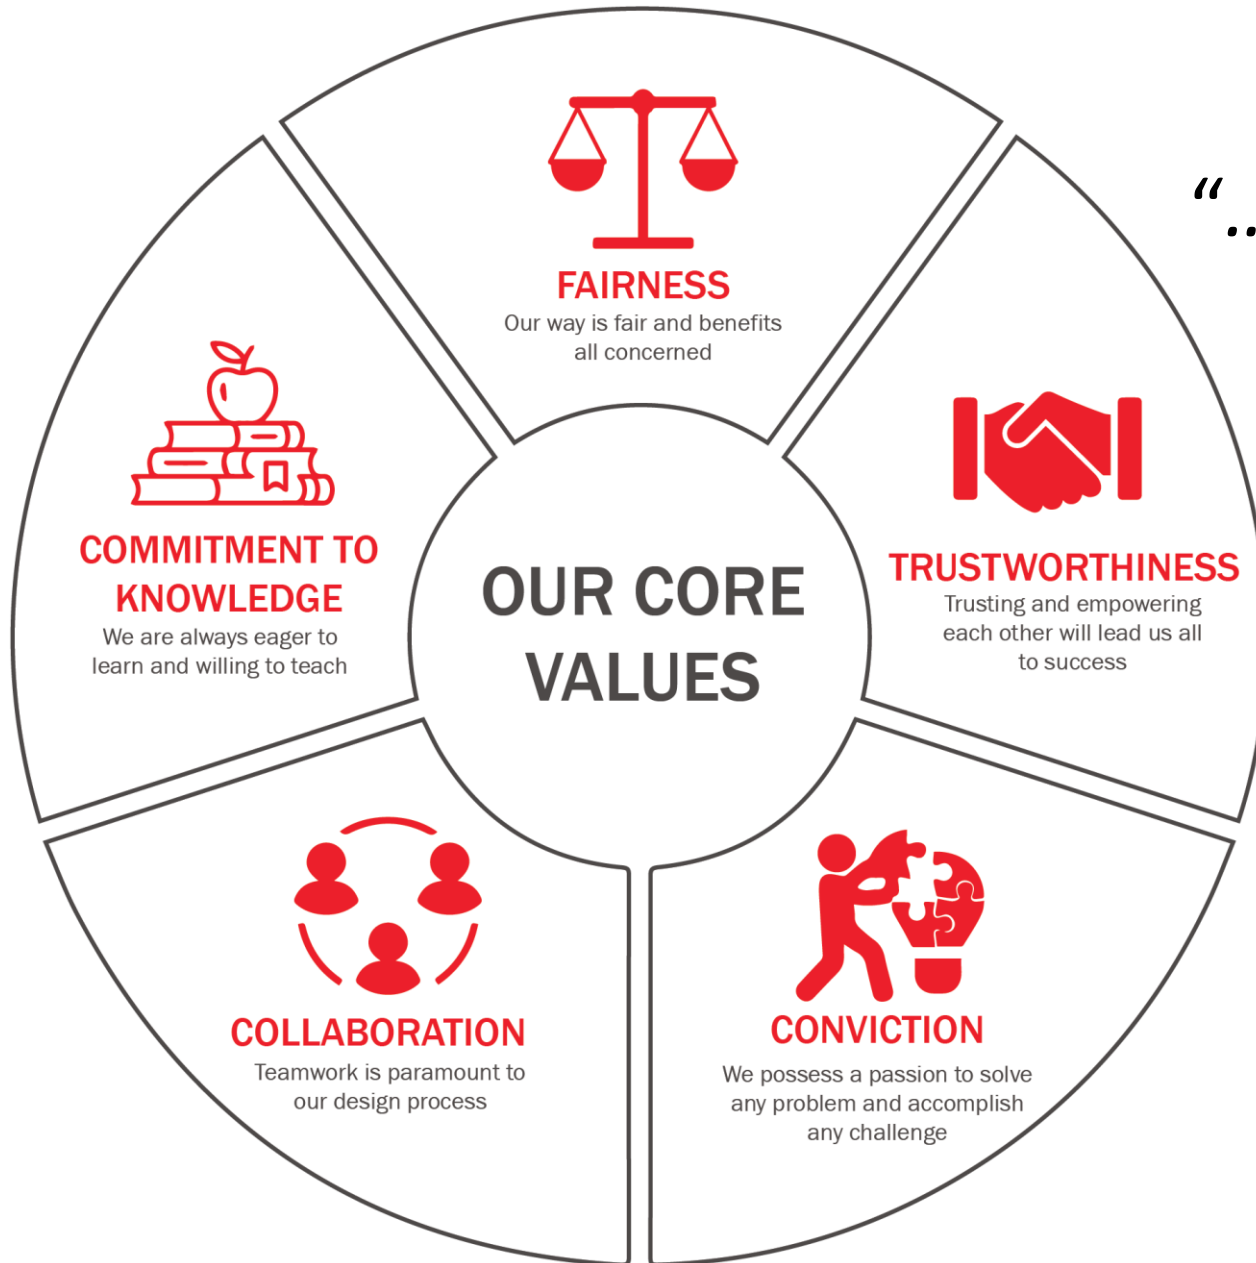 FAIRNESS
Our way is fair and benefits
all concerned
“..
TRUSTWORTHINESS
Trusting and empowering
each other will lead us all
to success
CONVICTION
We possess a passion to solve
any problem and accomplish
any challenge
COLLABORATION
Teamwork is paramount to
our design process
COMMITMENT TO
KNOWLEDGE
We are always eager to
learn and willing to teach
OUR CORE
VALUES